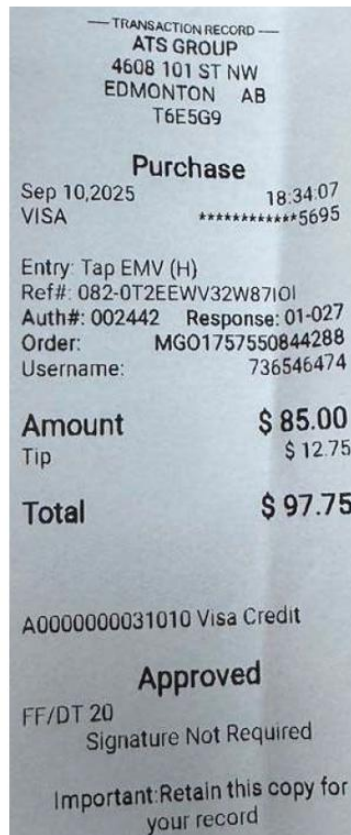 TRANSACTION RECORD
ATS GROUP
4608 101 ST NW
EDMONTON AB
T6E5G9
Purchase
Sep 10,2025 18:34:07
VISA ************5695
Entry: Tap EMV (H)
Ref#: 082-0T2EEWV32W87IOI
Auth#: 002442 Response: 01-027
Order: MGO1757550844288
Username: 736546474
Amount $ 85.00
Tip $ 12.75
Total $ 97.75
A0000000031010 Visa Credit
Approved
FF/DT 20
Signature Not Required
Important:Retain this copy for
your record